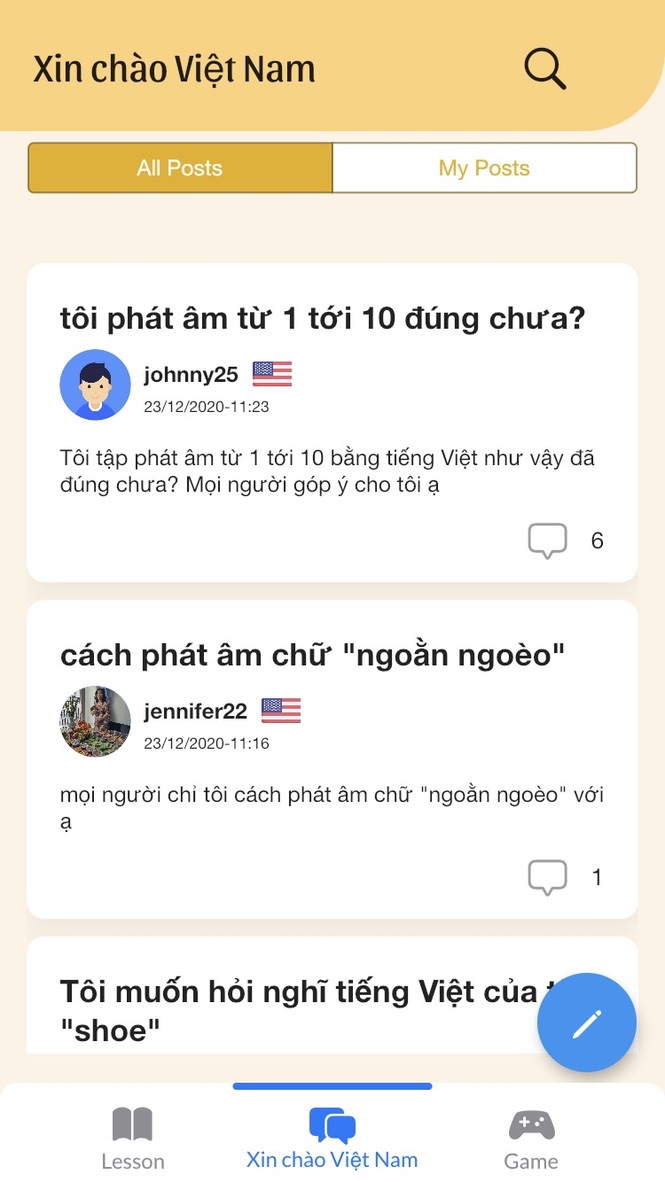 Xin chào Việt Nam
All Posts
My Posts
tôi phát âm từ 1 tới 10 đúng chưa?
johnny25
23/12/2020-11:23
Tôi tập phát âm từ 1 tới 10 bằng tiếng Việt như vậy đã
đúng chưa? Mọi người góp ý cho tôi ạ
6
cách phát âm chữ "ngoằn ngoèo"
jennifer22
23/12/2020-11:16
mọi người chỉ tôi cách phát âm chữ "ngoằn ngoèo" với
ạ
1
Tôi muốn hỏi nghĩ tiếng Việt của
"shoe"
Lesson
Xin chào Việt Nam
Game